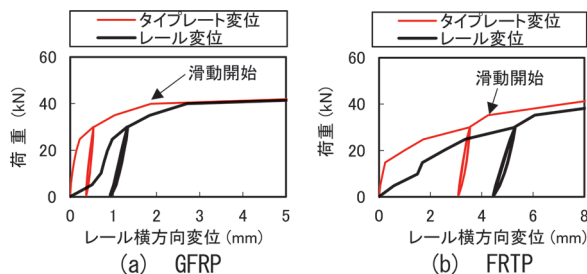 タイプレート変位
レール変位
荷重 (kN)
60
40
20
0
滑動開始
0 1 2 3 4 5
レール横方向変位 (mm)
(a) GFRP
タイプレート変位
レール変位
荷重 (kN)
60
40
20
0
滑動開始
0 2 4 6 8
レール横方向変位 (mm)
(b) FRTP